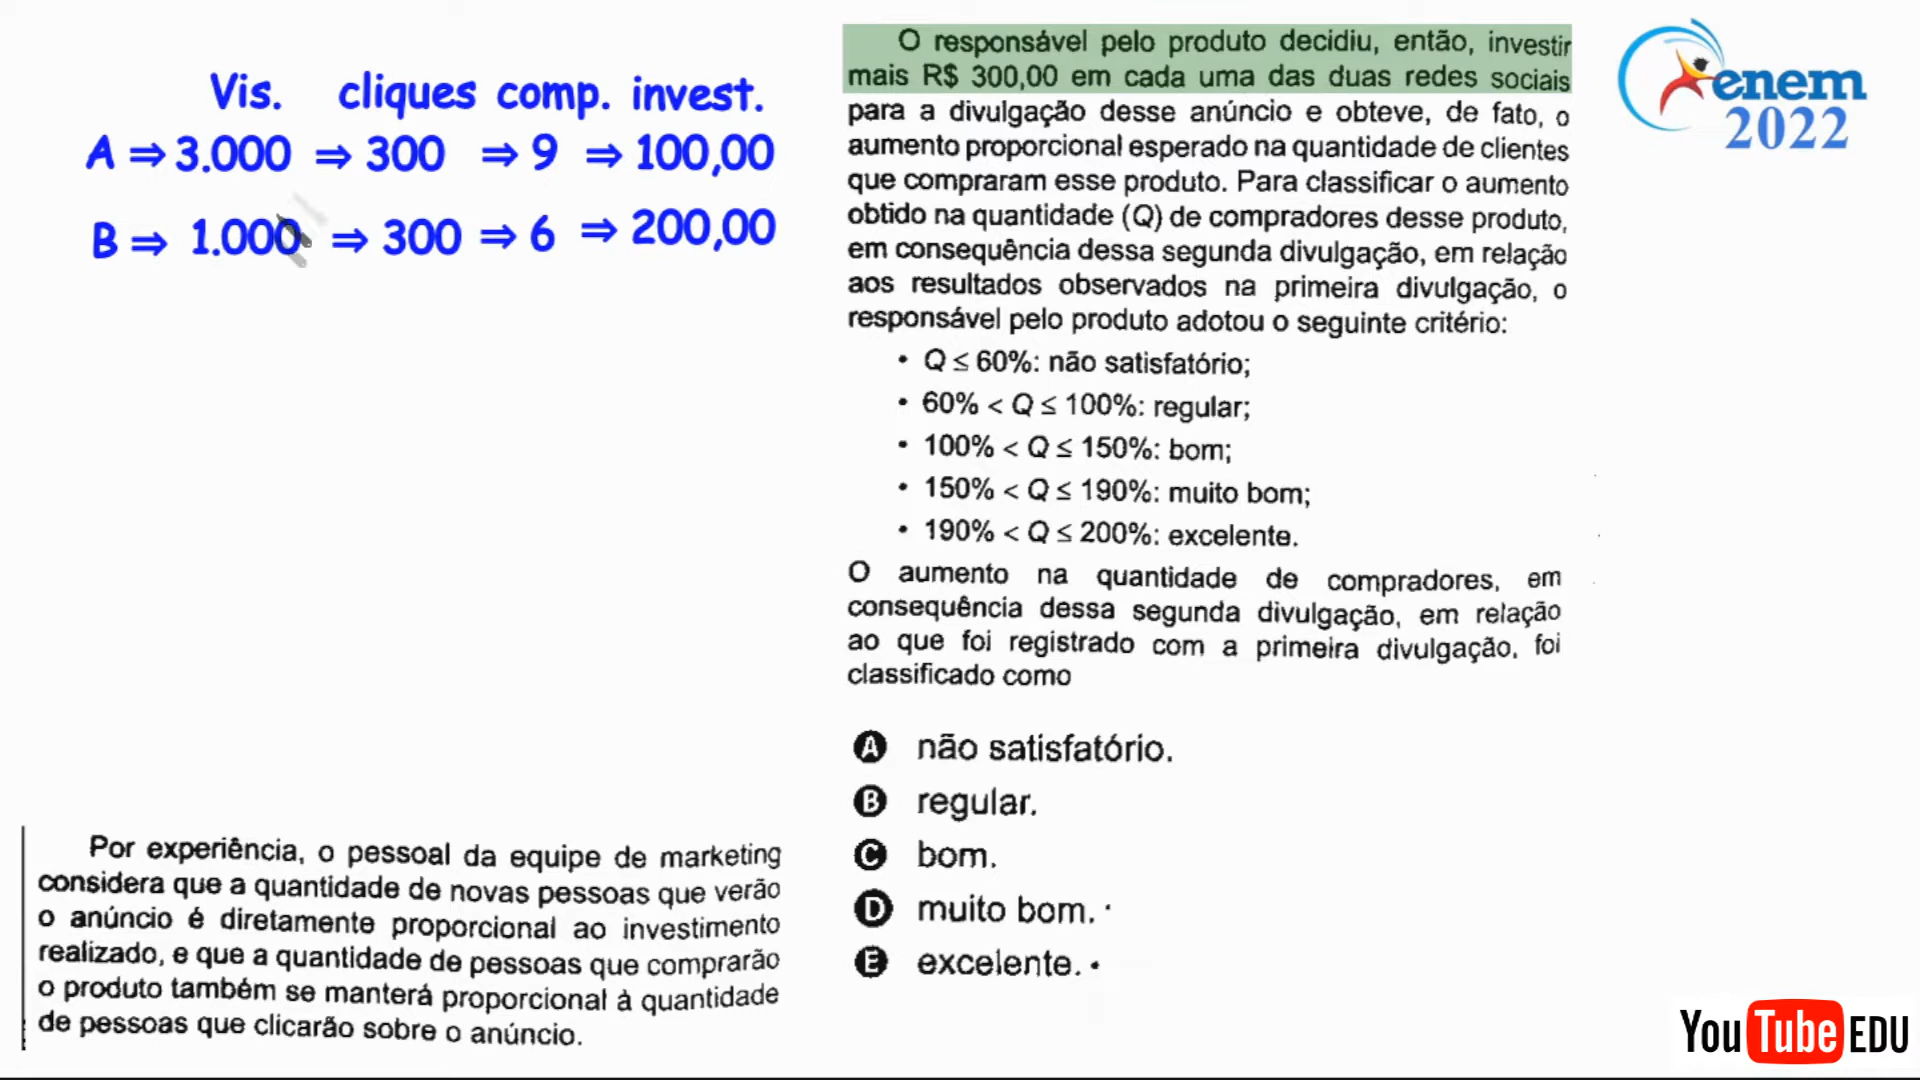 Vis. cliques comp. invest.
A ⇒ 3.000 ⇒ 300 ⇒ 9 ⇒ 100,00
B ⇒ 1.000 ⇒ 300 ⇒ 6 ⇒ 200,00
Por experiência, o pessoal da equipe de marketing
considera que a quantidade de novas pessoas que verão
o anúncio é diretamente proporcional ao investimento
realizado, e que a quantidade de pessoas que comprarão
o produto também se manterá proporcional à quantidade
de pessoas que clicarão sobre o anúncio.
O responsável pelo produto decidiu, então, investir
mais R$ 300,00 em cada uma das duas redes sociais
para a divulgação desse anúncio e obteve, de fato, o
aumento proporcional esperado na quantidade de clientes
que compraram esse produto. Para classificar o aumento
obtido na quantidade (Q) de compradores desse produto,
em consequência dessa segunda divulgação, em relação
aos resultados observados na primeira divulgação, o
responsável pelo produto adotou o seguinte critério:
• Q ≤ 60%: não satisfatório;
• 60% < Q ≤ 100%: regular;
• 100% < Q ≤ 150%: bom;
• 150% < Q ≤ 190%: muito bom;
• 190% < Q ≤ 200%: excelente.
O aumento na quantidade de compradores, em
consequência dessa segunda divulgação, em relação
ao que foi registrado com a primeira divulgação, foi
classificado como
A não satisfatório.
B regular.
C bom.
D muito bom.
E excelente.
enem
2022
YouTube EDU